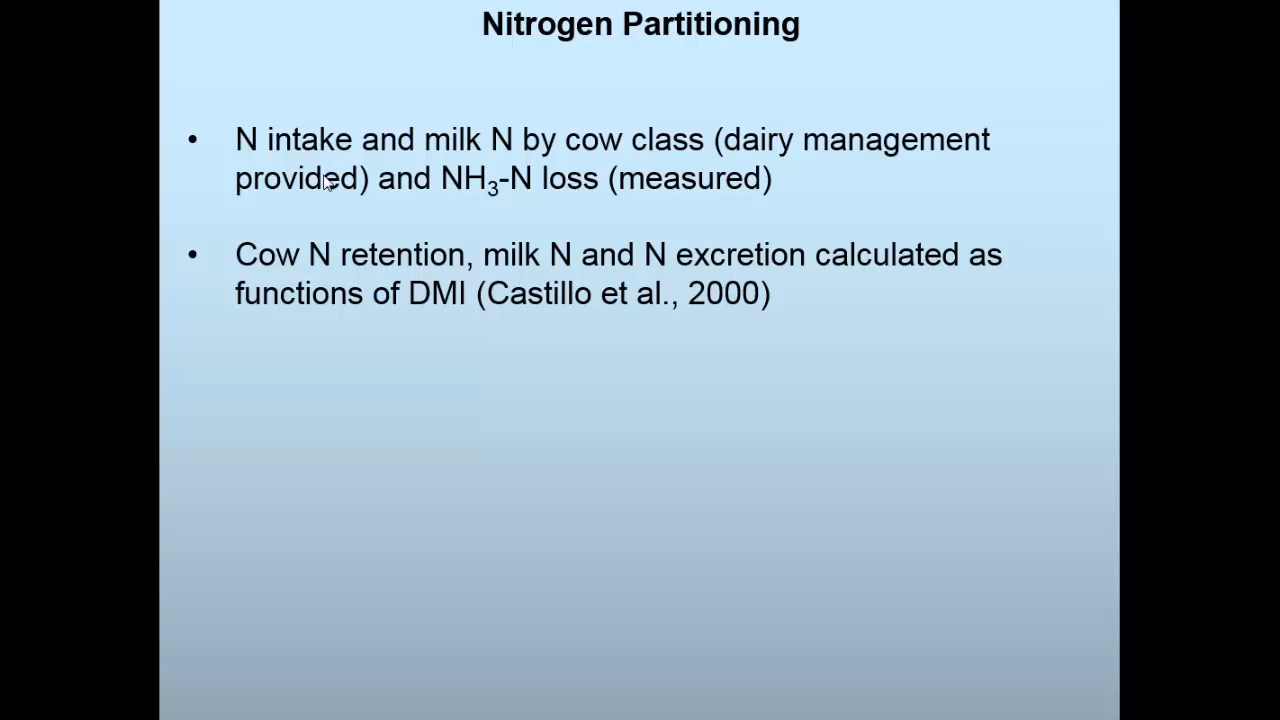 Nitrogen Partitioning
• N intake and milk N by cow class (dairy management
provided) and NH₃-N loss (measured)
• Cow N retention, milk N and N excretion calculated as
functions of DMI (Castillo et al., 2000)